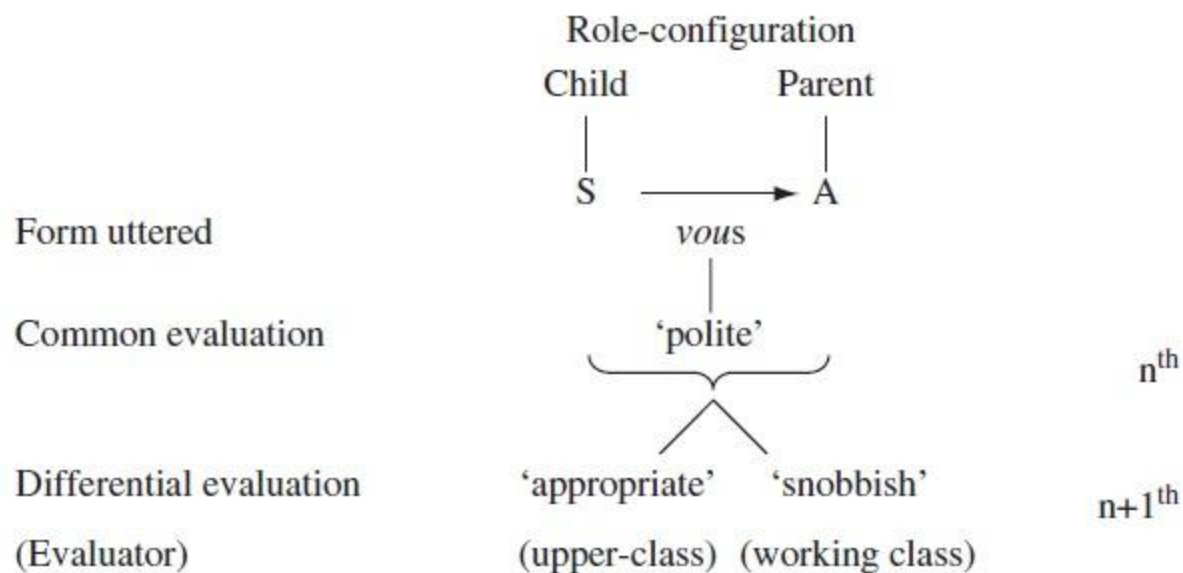 Role-configuration
Child Parent
S A
Form uttered vous
Common evaluation ‘polite’
nth
Differential evaluation ‘appropriate’ ‘snobbish’
n+1th
(Evaluator) (upper-class) (working class)